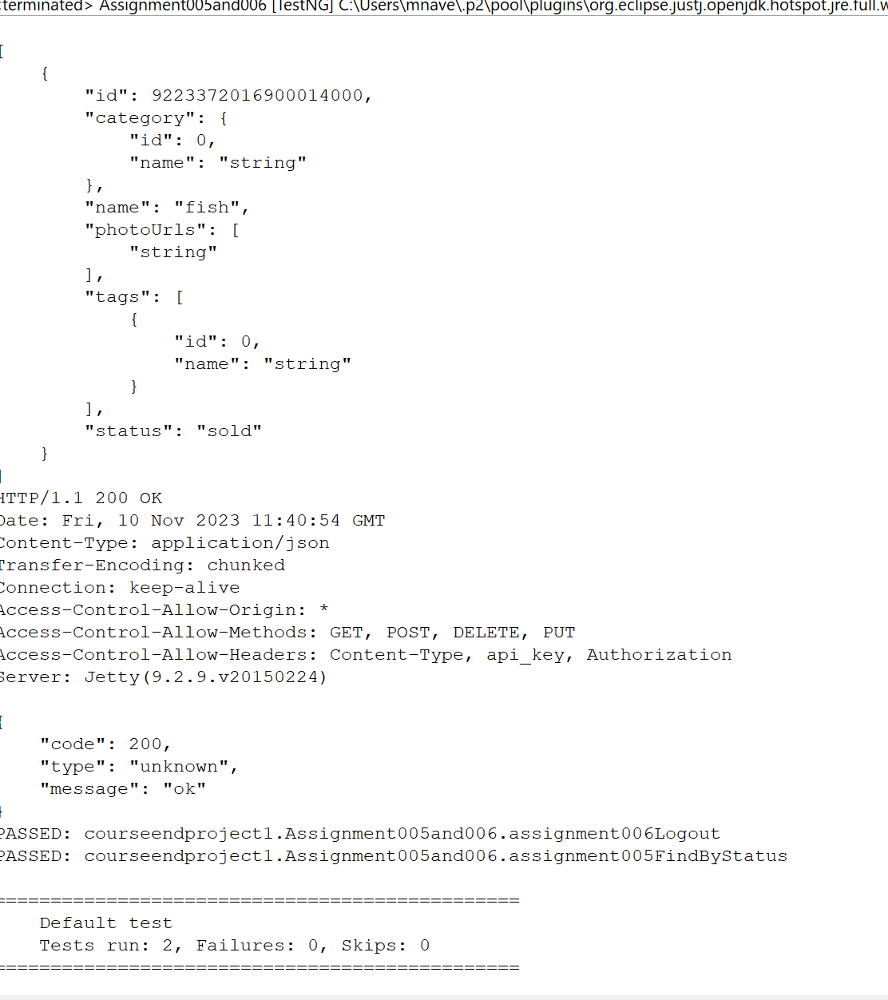 terminated> Assignment005and006 [TestNG] C:\Users\mnave\.p2\pool\plugins\org.eclipse.justj.openjdk.hotspot.jre.full.w
[
    {
        "id": 9223372016900014000,
        "category": {
            "id": 0,
            "name": "string"
        },
        "name": "fish",
        "photoUrls": [
            "string"
        ],
        "tags": [
            {
                "id": 0,
                "name": "string"
            }
        ],
        "status": "sold"
    }
]
HTTP/1.1 200 OK
Date: Fri, 10 Nov 2023 11:40:54 GMT
Content-Type: application/json
Transfer-Encoding: chunked
Connection: keep-alive
Access-Control-Allow-Origin: *
Access-Control-Allow-Methods: GET, POST, DELETE, PUT
Access-Control-Allow-Headers: Content-Type, api_key, Authorization
Server: Jetty(9.2.9.v20150224)
{
    "code": 200,
    "type": "unknown",
    "message": "ok"
}
PASSED: courseendproject1.Assignment005and006.assignment006Logout
PASSED: courseendproject1.Assignment005and006.assignment005FindByStatus
===============================================
    Default test
    Tests run: 2, Failures: 0, Skips: 0
===============================================